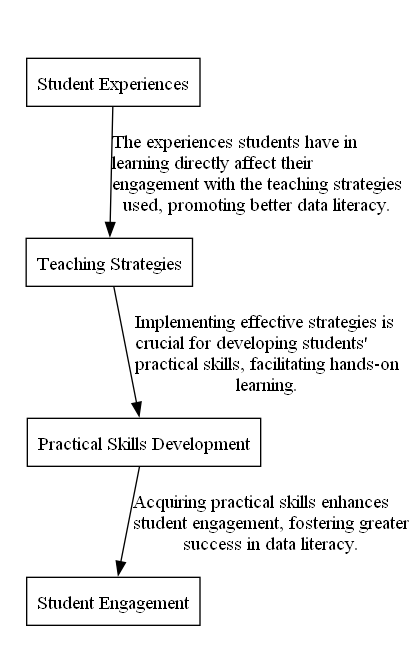 Student Experiences
The experiences students have in
learning directly affect their
engagement with the teaching strategies
used, promoting better data literacy.
Teaching Strategies
Implementing effective strategies is
crucial for developing students'
practical skills, facilitating hands-on
learning.
Practical Skills Development
Acquiring practical skills enhances
student engagement, fostering greater
success in data literacy.
Student Engagement